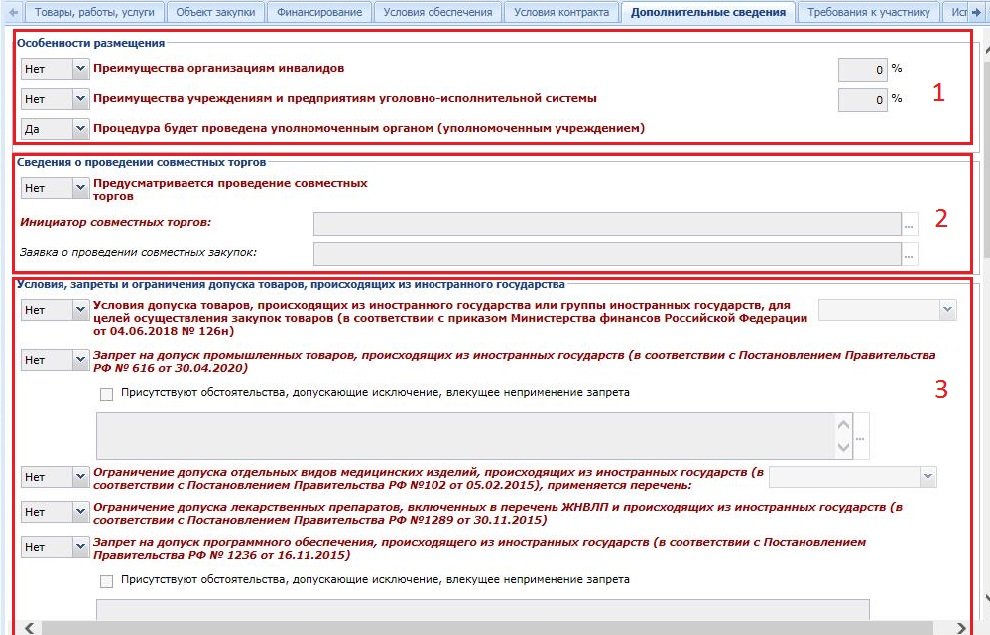 Товары, работы, услуги
Объект закупки
Финансирование
Условия обеспечения
Условия контракта
Дополнительные сведения
Требования к участнику
Особенности размещения
Нет
Преимущества организациям инвалидов
0 %
Нет
Преимущества учреждениям и предприятиям уголовно-исполнительной системы
0 %
1
Да
Процедура будет проведена уполномоченным органом (уполномоченным учреждением)
Сведения о проведении совместных торгов
Нет
Предусматривается проведение совместных
торгов
Инициатор совместных торгов:
...
2
Заявка о проведении совместных закупок:
...
Условия, запреты и ограничения допуска товаров, происходящих из иностранного государства
Нет
Условия допуска товаров, происходящих из иностранного государства или группы иностранных государств, для
целей осуществления закупок товаров (в соответствии с приказом Министерства финансов Российской Федерации
от 04.06.2018 № 126н)
Нет
Запрет на допуск промышленных товаров, происходящих из иностранных государств (в соответствии с Постановлением Правительства
РФ № 616 от 30.04.2020)
3
Присутствуют обстоятельства, допускающие исключение, влекущее неприменение запрета
...
Нет
Ограничение допуска отдельных видов медицинских изделий, происходящих из иностранных государств (в
соответствии с Постановлением Правительства РФ №102 от 05.02.2015), применяется перечень:
Нет
Ограничение допуска лекарственных препаратов, включенных в перечень ЖНВЛП и происходящих из иностранных государств (в
соответствии с Постановлением Правительства РФ №1289 от 30.11.2015)
Нет
Запрет на допуск программного обеспечения, происходящего из иностранных государств (в соответствии с Постановлением
Правительства РФ № 1236 от 16.11.2015)
Присутствуют обстоятельства, допускающие исключение, влекущее неприменение запрета